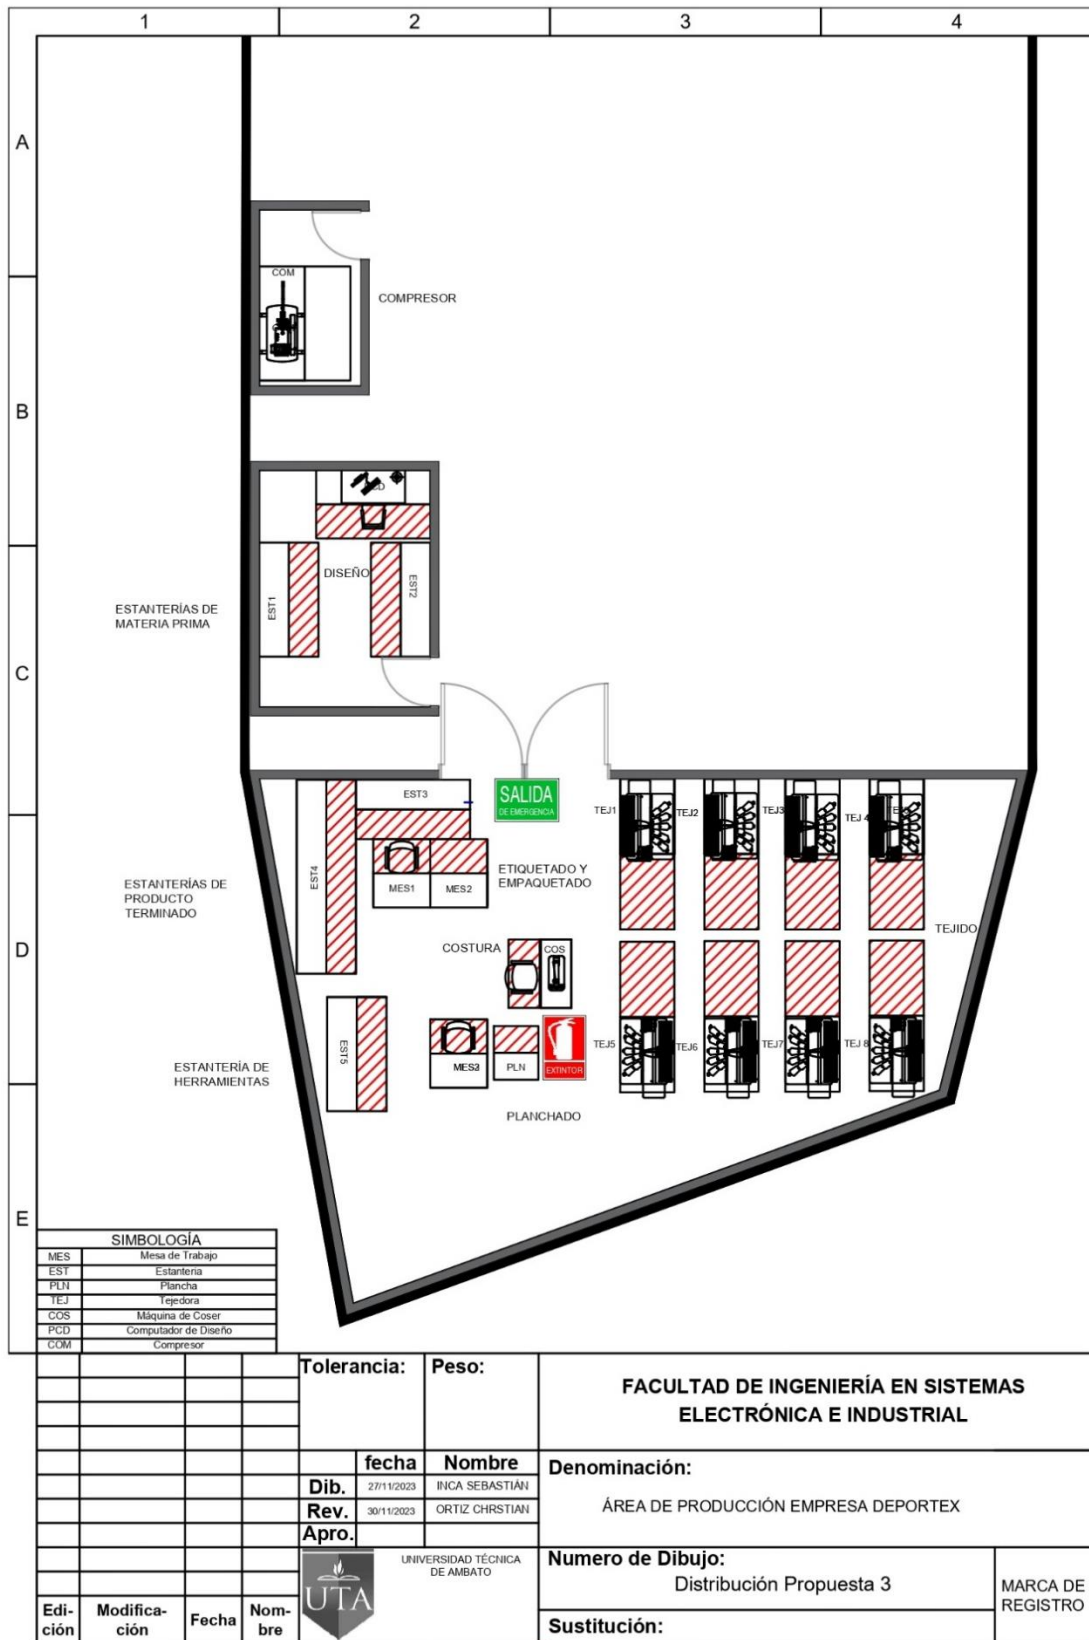 1 2 3 4
A
B
C
D
E
COM
COMPRESOR
DISEÑO
EST1
EST2
ESTANTERÍAS DE
MATERIA PRIMA
EST3
SALIDA
DE EMERGENCIA
TEJ1
TEJ2
TEJ3
TEJ 4
EST4
MES1
MES2
ETIQUETADO Y
EMPAQUETADO
ESTANTERÍAS DE
PRODUCTO
TERMINADO
COSTURA
COS
TEJIDO
EST5
MES3
PLN
EXTINTOR
TEJ5
TEJ6
TEJ7
TEJ 8
ESTANTERÍA DE
HERRAMIENTAS
PLANCHADO
SIMBOLOGÍA
MES Mesa de Trabajo
EST Estanteria
PLN Plancha
TEJ Tejedora
COS Máquina de Coser
PCD Computador de Diseño
COM Compresor
Tolerancia: Peso:
FACULTAD DE INGENIERÍA EN SISTEMAS
ELECTRÓNICA E INDUSTRIAL
fecha Nombre
Dib. 27/11/2023 INCA SEBASTIÁN
Rev. 30/11/2023 ORTIZ CHRSTIAN
Apro.
Denominación:
ÁREA DE PRODUCCIÓN EMPRESA DEPORTEX
UTA
UNIVERSIDAD TÉCNICA
DE AMBATO
Numero de Dibujo:
Distribución Propuesta 3
MARCA DE
REGISTRO
Edi-
ción
Modifica-
ción
Fecha
Nom-
bre
Sustitución: